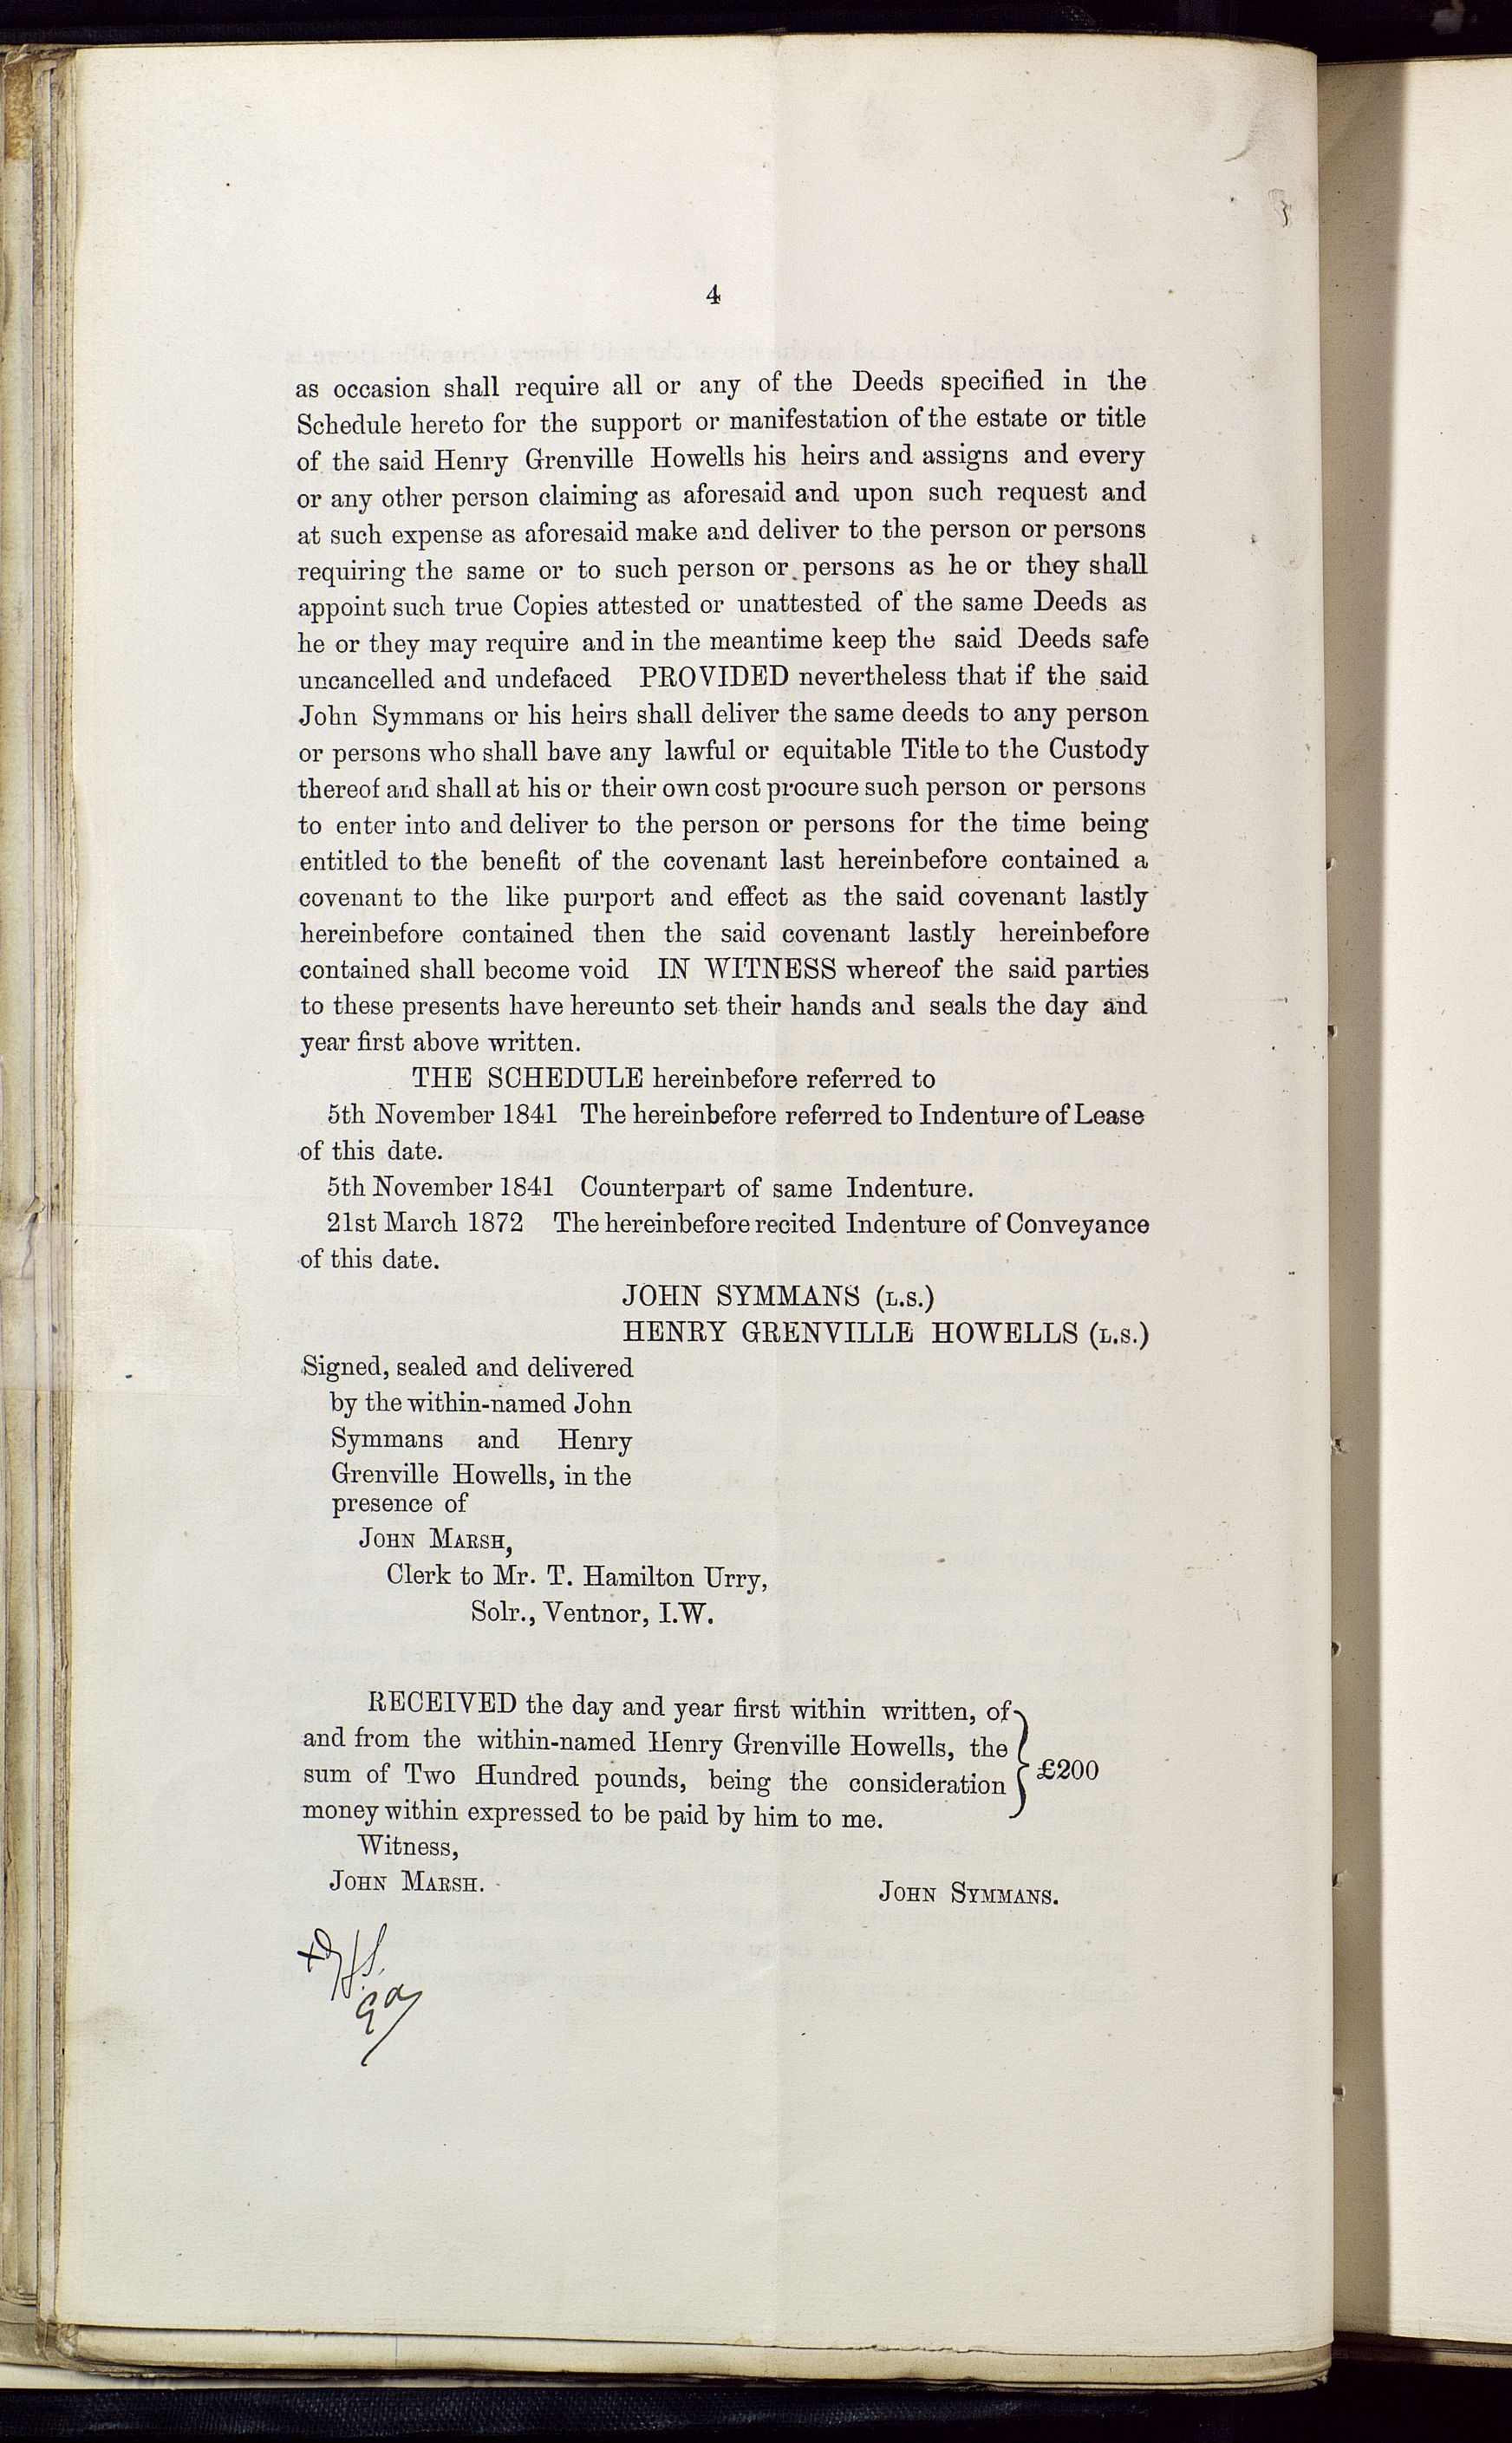 4
as occasion shall require all or any of the Deeds specified in the
Schedule hereto for the support or manifestation of the estate or title
of the said Henry Grenville Howells his heirs and assigns and every
or any other person claiming as aforesaid and upon such request and
at such expense as aforesaid make and deliver to the person or persons
requiring the same or to such person or persons as he or they shall
appoint such true Copies attested or unattested of the same Deeds as
he or they may require and in the meantime keep the said Deeds safe
uncancelled and undefaced PROVIDED nevertheless that if the said
John Symmans or his heirs shall deliver the same deeds to any person
or persons who shall have any lawful or equitable Title to the Custody
thereof and shall at his or their own cost procure such person or persons
to enter into and deliver to the person or persons for the time being
entitled to the benefit of the covenant last hereinbefore contained a
covenant to the like purport and effect as the said covenant lastly
hereinbefore contained then the said covenant lastly hereinbefore
contained shall become void IN WITNESS whereof the said parties
to these presents have hereunto set their hands and seals the day and
year first above written.
THE SCHEDULE hereinbefore referred to
5th November 1841 The hereinbefore referred to Indenture of Lease
of this date.
5th November 1841 Counterpart of same Indenture.
21st March 1872 The hereinbefore recited Indenture of Conveyance
of this date.
JOHN SYMMANS (L.S.)
HENRY GRENVILLE HOWELLS (L.S.)
Signed, sealed and delivered
by the within-named John
Symmans and Henry
Grenville Howells, in the
presence of
JOHN MARSH,
Clerk to Mr. T. Hamilton Urry,
Solr., Ventnor, I.W.
RECEIVED the day and year first within written, of
and from the within-named Henry Grenville Howells, the
sum of Two Hundred pounds, being the consideration
money within expressed to be paid by him to me.
£200
Witness,
JOHN MARSH.
JOHN SYMMANS.